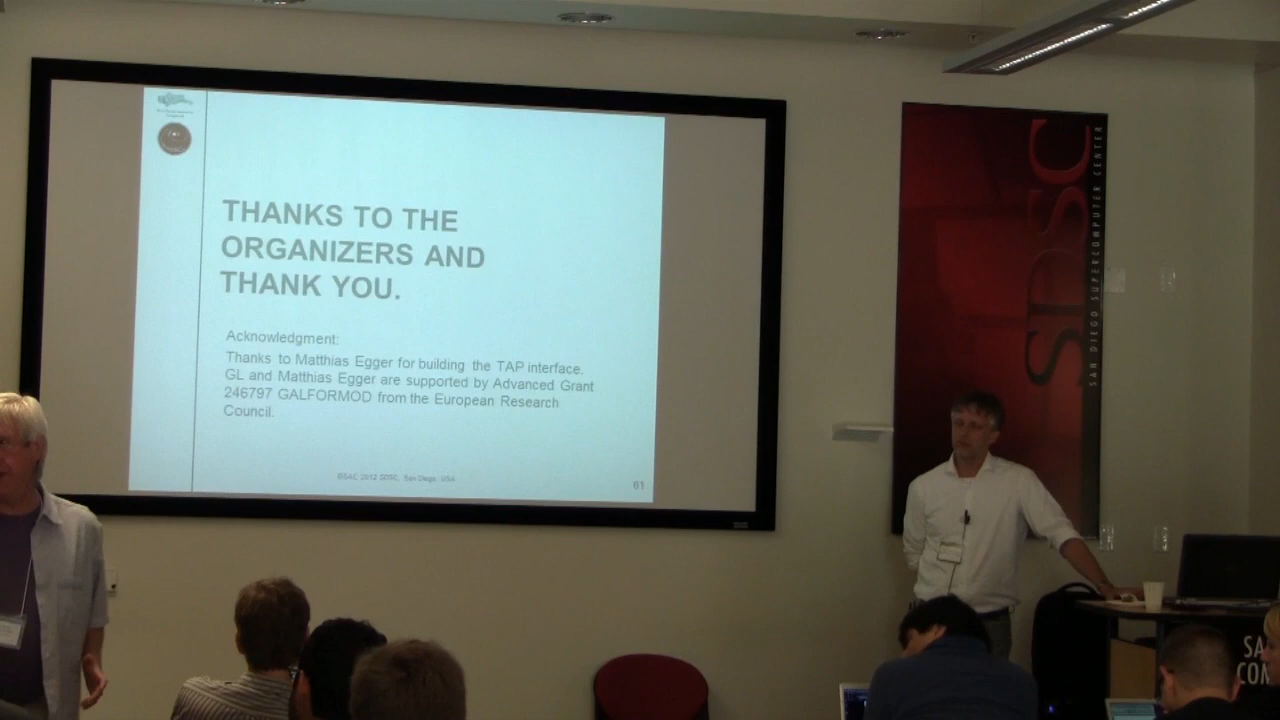 THANKS TO THE
ORGANIZERS AND
THANK YOU.
Acknowledgment:
Thanks to Matthias Egger for building the TAP interface.
GL and Matthias Egger are supported by Advanced Grant
246797 GALFORMOD from the European Research
Council.
2012 SDSC, San Diego, USA
61
SDSC
SAN DIEGO SUPERCOMPUTER CENTER
SA
COM